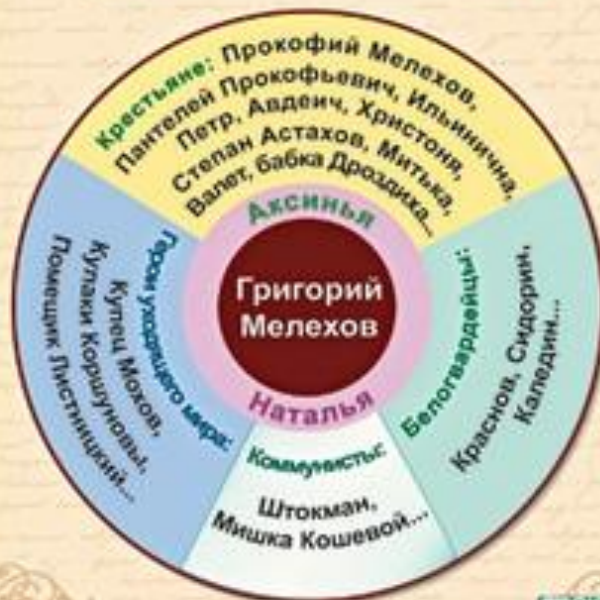 Крестьяне: Прокофий Мелехов,
Пантелей Прокофьевич, Ильинична,
Петр, Авдеич, Христоня,
Степан Астахов, Митька,
Валет, бабка Дроздиха...
Аксинья
Григорий
Мелехов
Наталья
Герои уходящего мира:
Купец Мохов,
Кулаки Коршуновы,
Помещик Листницкий...
Белогвардейцы:
Краснов, Сидорин,
Каледин...
Коммунисты:
Штокман,
Мишка Кошевой...